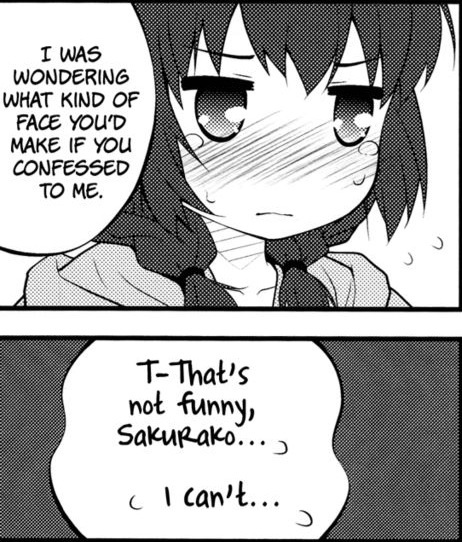 I WAS
WONDERING
WHAT KIND OF
FACE YOU'D
MAKE IF YOU
CONFESSED
TO ME.
T-That's
not funny,
Sakurako...
I can't...